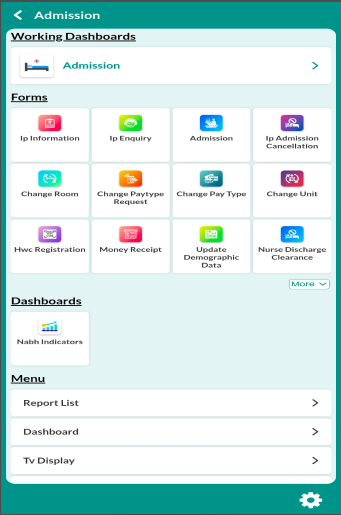 Admission
Working Dashboards
Admission
Forms
Ip Information
Ip Enquiry
Admission
Ip Admission
Cancellation
Change Room
Change Paytype
Request
Change Pay Type
Change Unit
Hwc Registration
Money Receipt
Update
Demographic
Data
Nurse Discharge
Clearance
More
Dashboards
Nabh Indicators
Menu
Report List
Dashboard
Tv Display